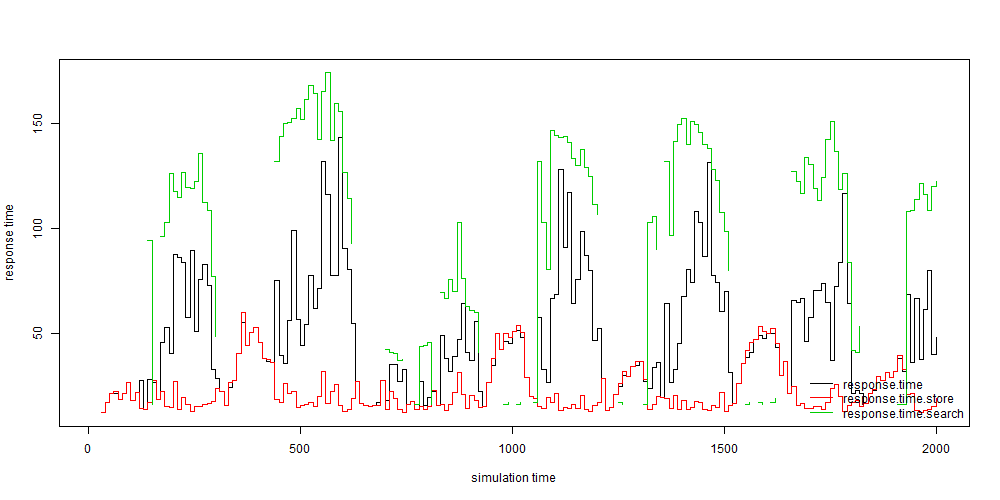 150
100
50
response time
response.time
response.time.store
response.time.search
0
500
1000
1500
2000
simulation time